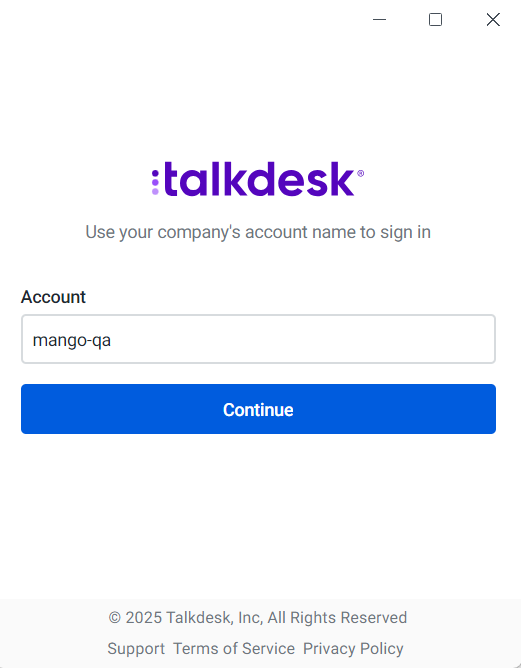 talkdesk®
Use your company's account name to sign in
Account
mango-qa
Continue
© 2025 Talkdesk, Inc, All Rights Reserved
Support Terms of Service Privacy Policy